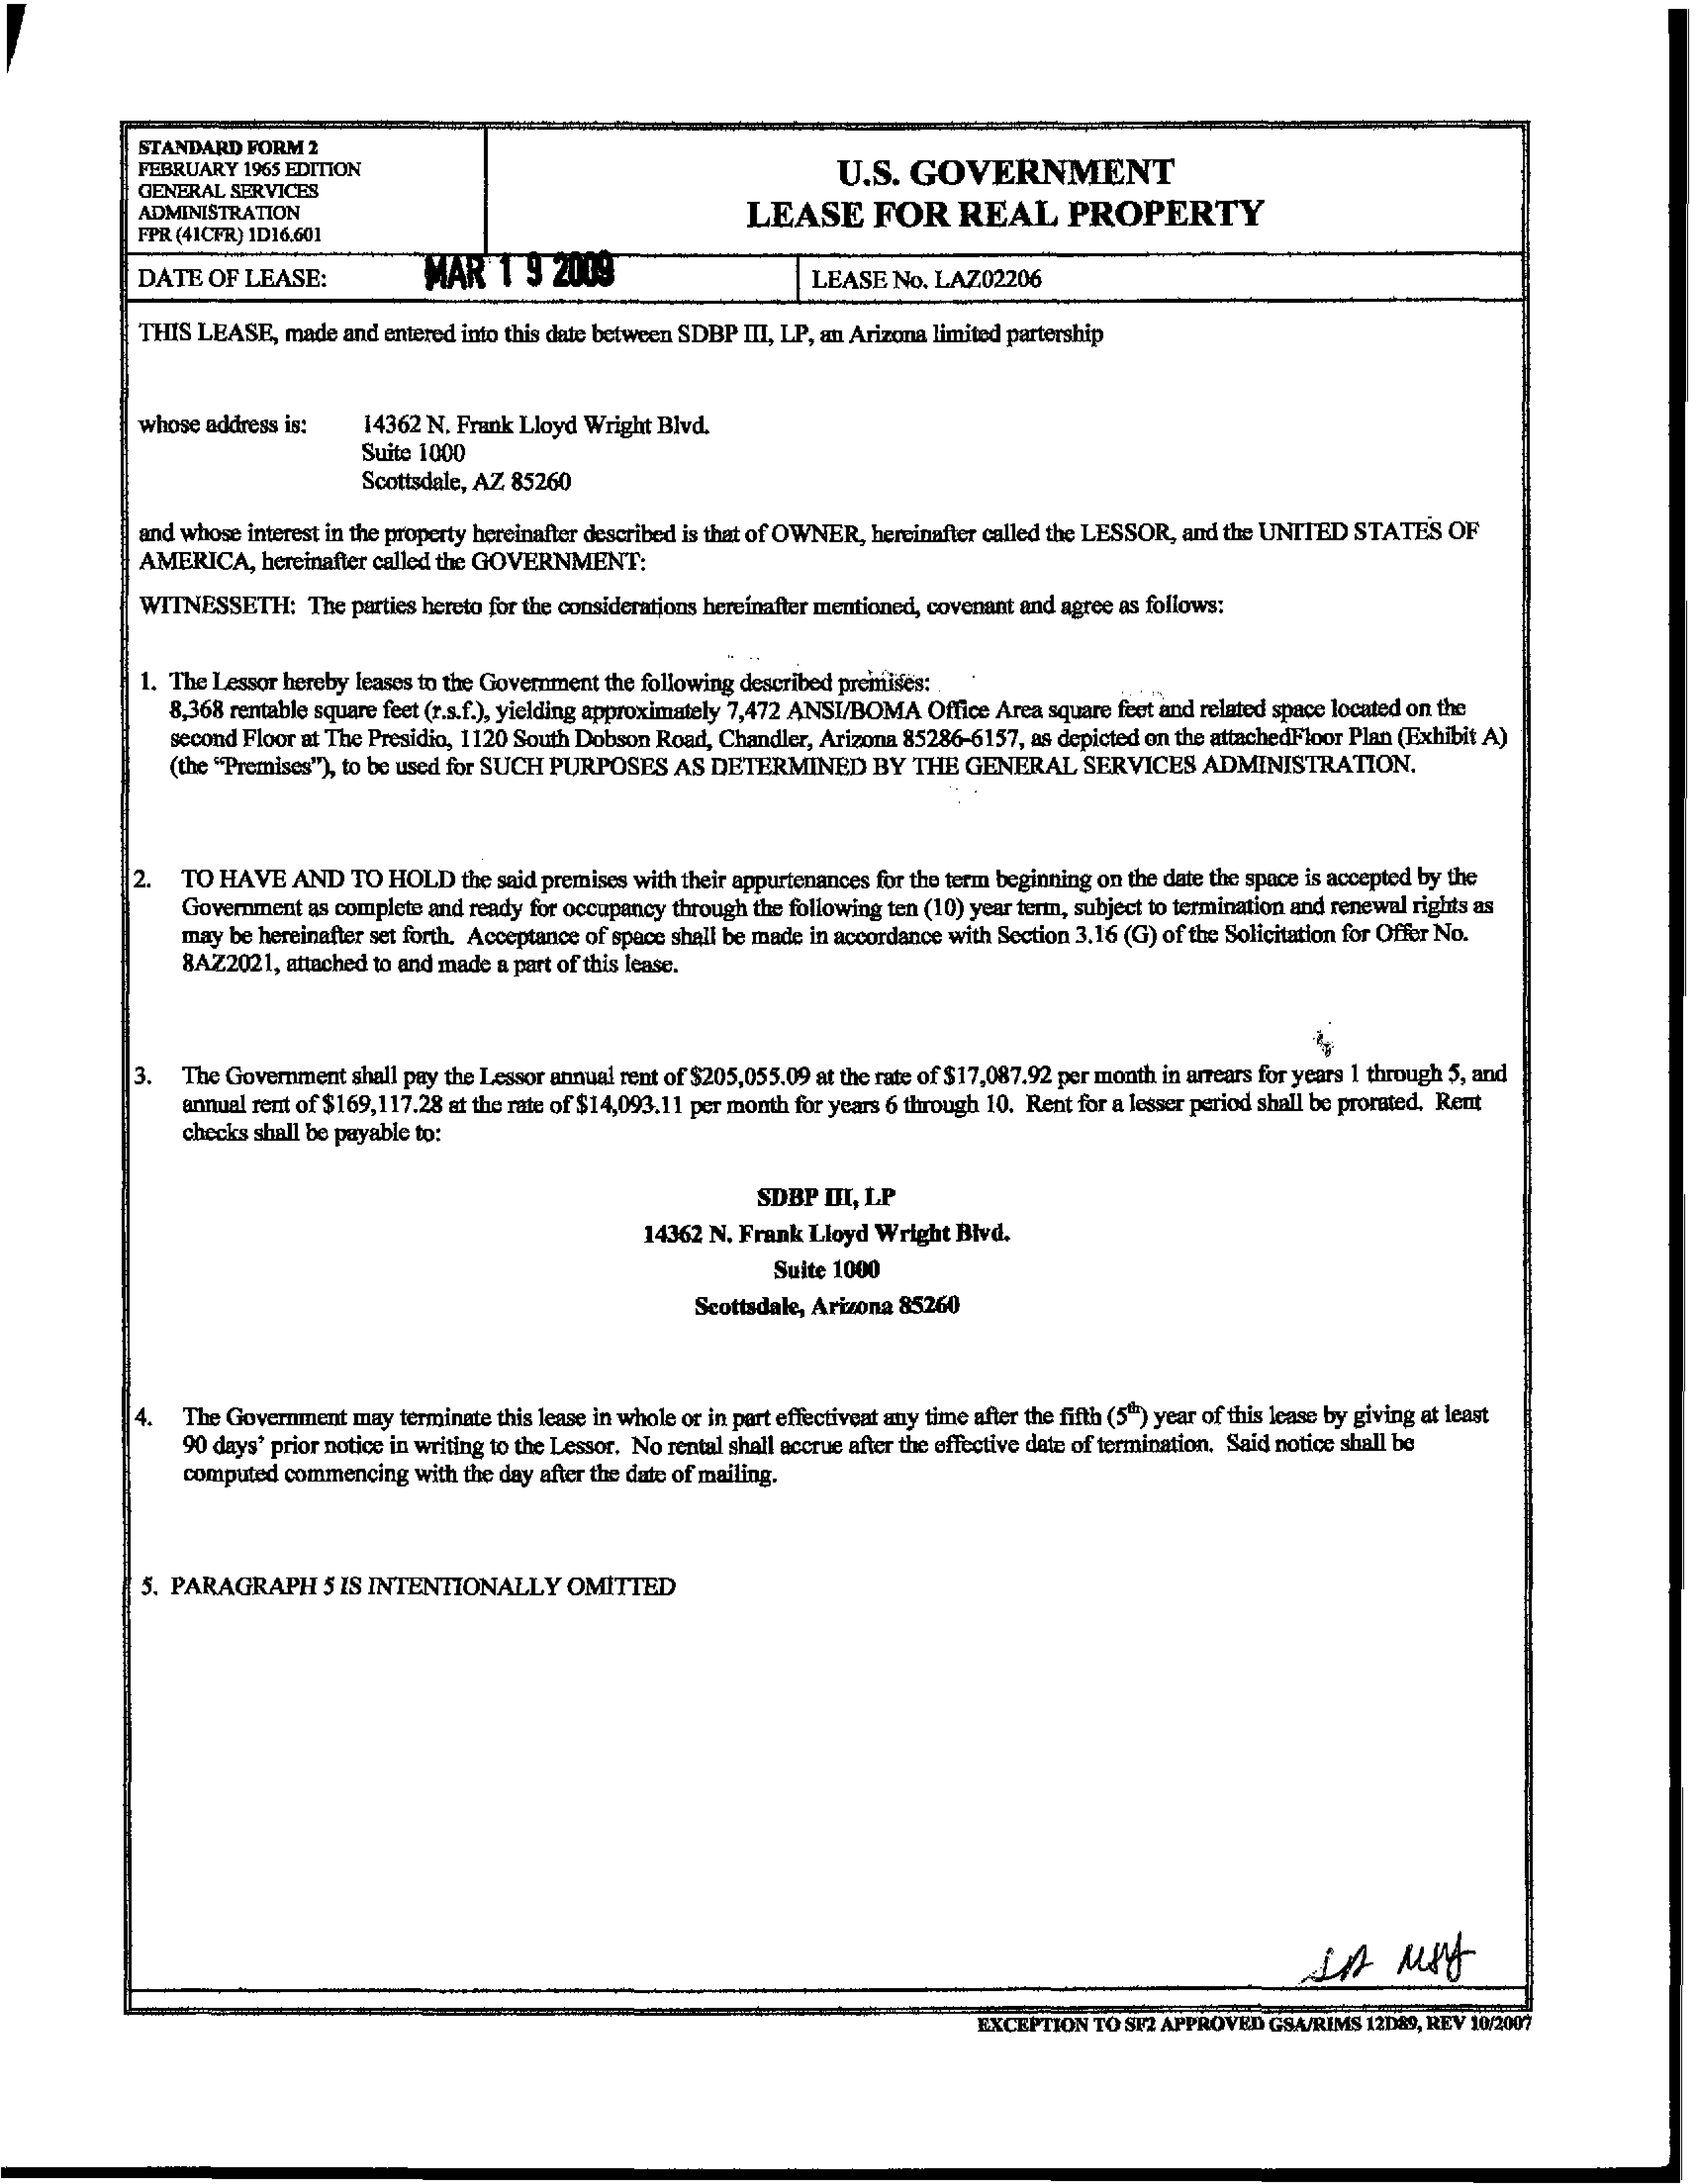 STANDARD FORM 2
FEBRUARY 1965 EDITION
GENERAL SERVICES
ADMINISTRATION
FPR (41CFR) 1D16.601
U.S. GOVERNMENT
LEASE FOR REAL PROPERTY
DATE OF LEASE: MAR 19 2009
LEASE No. LAZ02206
THIS LEASE, made and entered into this date between SDBP III, LP, an Arizona limited partership
whose address is: 14362 N. Frank Lloyd Wright Blvd.
Suite 1000
Scottsdale, AZ 85260
and whose interest in the property hereinafter described is that of OWNER, hereinafter called the LESSOR, and the UNITED STATES OF
AMERICA, hereinafter called the GOVERNMENT:
WITNESSETH: The parties hereto for the considerations hereinafter mentioned, covenant and agree as follows:
1. The Lessor hereby leases to the Government the following described premises:
8,368 rentable square feet (r.s.f.), yielding approximately 7,472 ANSI/BOMA Office Area square feet and related space located on the
second Floor at The Presidio, 1120 South Dobson Road, Chandler, Arizona 85286-6157, as depicted on the attachedFloor Plan (Exhibit A)
(the “Premises”), to be used for SUCH PURPOSES AS DETERMINED BY THE GENERAL SERVICES ADMINISTRATION.
2. TO HAVE AND TO HOLD the said premises with their appurtenances for the term beginning on the date the space is accepted by the
Government as complete and ready for occupancy through the following ten (10) year term, subject to termination and renewal rights as
may be hereinafter set forth. Acceptance of space shall be made in accordance with Section 3.16 (G) of the Solicitation for Offer No.
8AZ2021, attached to and made a part of this lease.
3. The Government shall pay the Lessor annual rent of $205,055.09 at the rate of $17,087.92 per month in arrears for years 1 through 5, and
annual rent of $169,117.28 at the rate of $14,093.11 per month for years 6 through 10. Rent for a lesser period shall be prorated. Rent
checks shall be payable to:
SDBP III, LP
14362 N. Frank Lloyd Wright Blvd.
Suite 1000
Scottsdale, Arizona 85260
4. The Government may terminate this lease in whole or in part effectiveat any time after the fifth (5th) year of this lease by giving at least
90 days’ prior notice in writing to the Lessor. No rental shall accrue after the effective date of termination. Said notice shall be
computed commencing with the day after the date of mailing.
5. PARAGRAPH 5 IS INTENTIONALLY OMITTED
EXCEPTION TO SF2 APPROVED GSA/RIMS 12D89, REV 10/2007